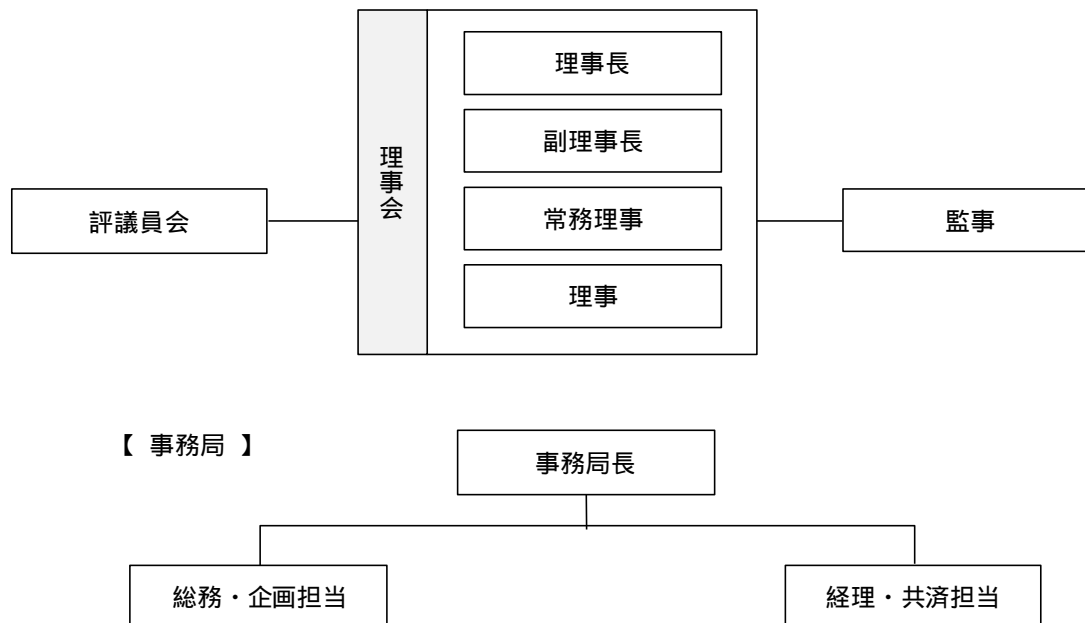 理事長
副理事長
理事会
評議員会
常務理事
監事
理事
【 事務局 】
事務局長
総務・企画担当
経理・共済担当